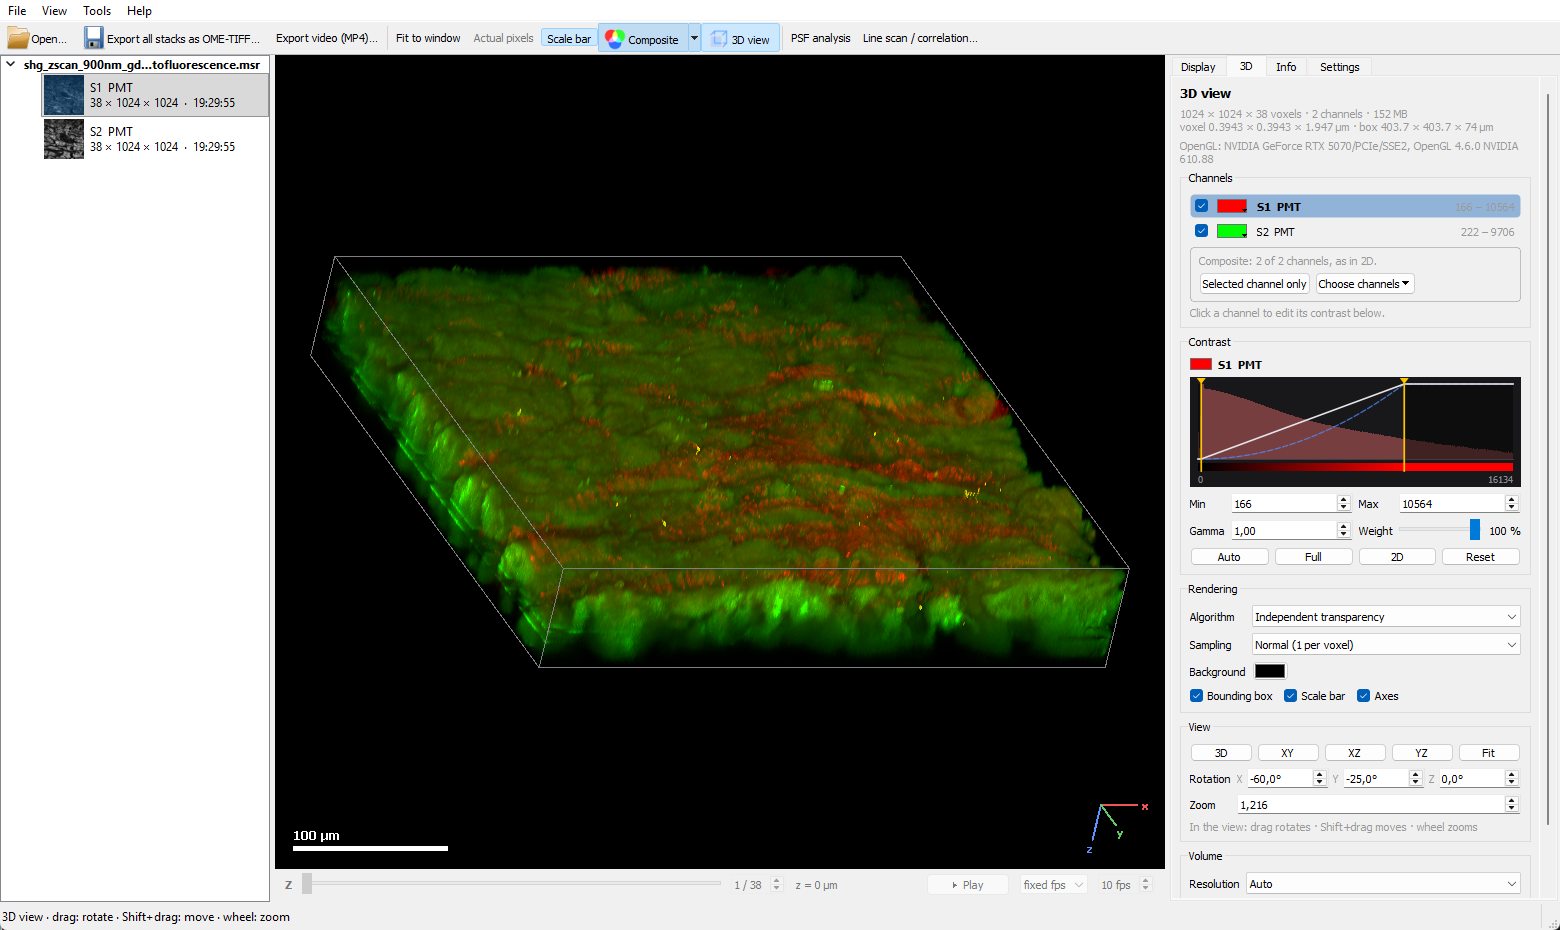 File View Tools Help
Open... Export all stacks as OME-TIFF... Export video (MP4)... Fit to window Actual pixels Scale bar Composite 3D view PSF analysis Line scan / correlation...
shg_zscan_900nm_gd...tofluorescence.msr
S1 PMT
38 × 1024 × 1024 · 19:29:55
S2 PMT
38 × 1024 × 1024 · 19:29:55
100 µm
x
y
z
Z 1 / 38 z = 0 µm Play fixed fps 10 fps
Display 3D Info Settings
3D view
1024 × 1024 × 38 voxels · 2 channels · 152 MB
voxel 0.3943 × 0.3943 × 1.947 µm · box 403.7 × 403.7 × 74 µm
OpenGL: NVIDIA GeForce RTX 5070/PCIe/SSE2, OpenGL 4.6.0 NVIDIA
610.88
Channels
S1 PMT 166 – 10564
S2 PMT 222 – 9706
Composite: 2 of 2 channels, as in 2D.
Selected channel only Choose channels
Click a channel to edit its contrast below.
Contrast
S1 PMT
0 16134
Min 166 Max 10564
Gamma 1,00 Weight 100 %
Auto Full 2D Reset
Rendering
Algorithm Independent transparency
Sampling Normal (1 per voxel)
Background
Bounding box Scale bar Axes
View
3D XY XZ YZ Fit
Rotation X -60,0° Y -25,0° Z 0,0°
Zoom 1,216
In the view: drag rotates · Shift+drag moves · wheel zooms
Volume
Resolution Auto
3D view · drag: rotate · Shift+drag: move · wheel: zoom